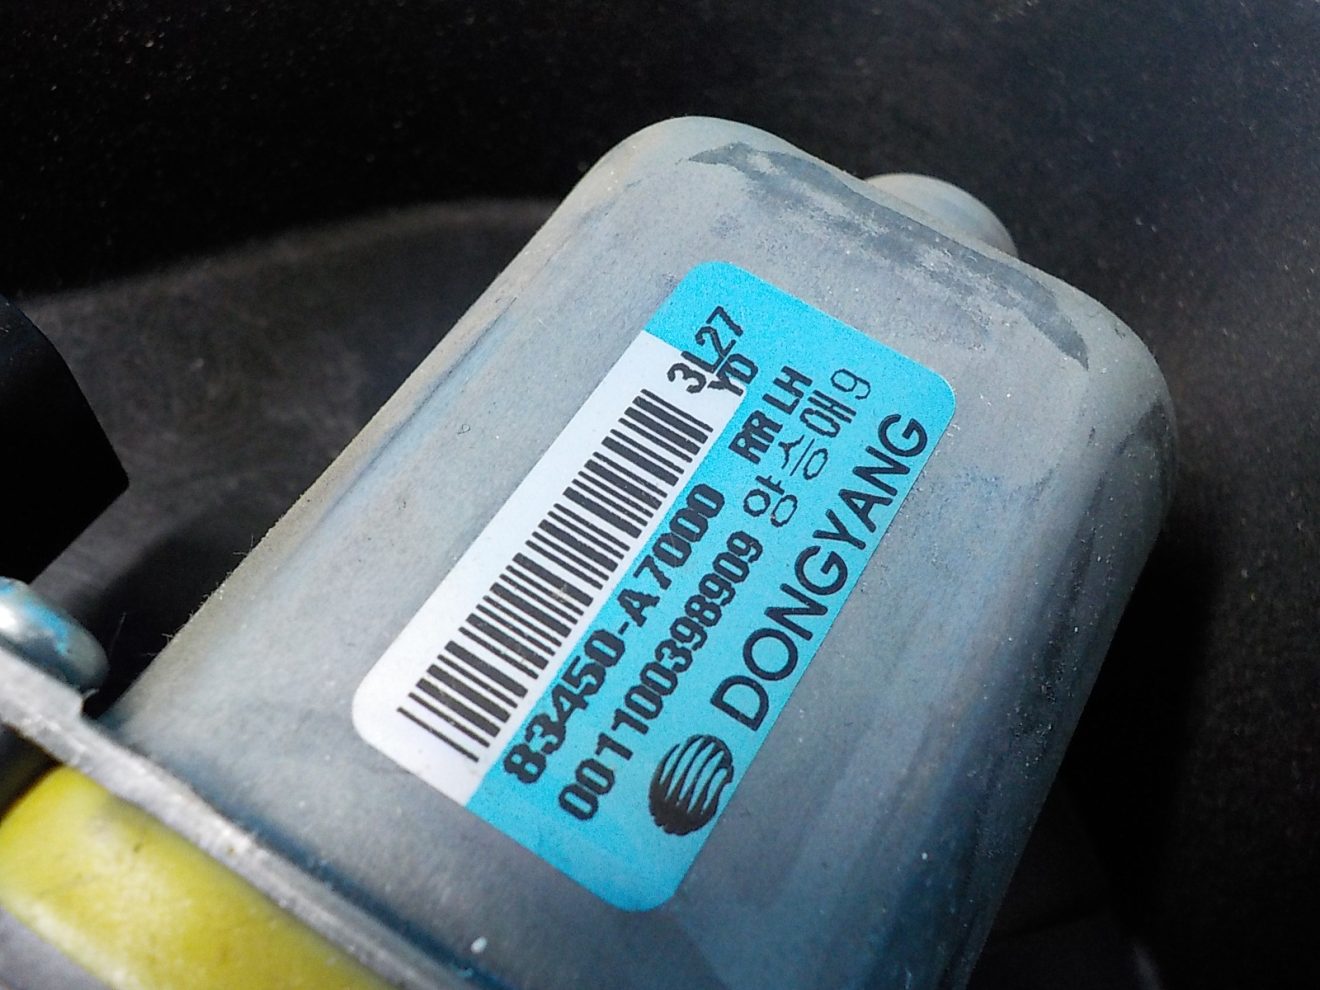 3L27
YD
83450-A7000 RR LH
001100398909 양승애9
DONGYANG